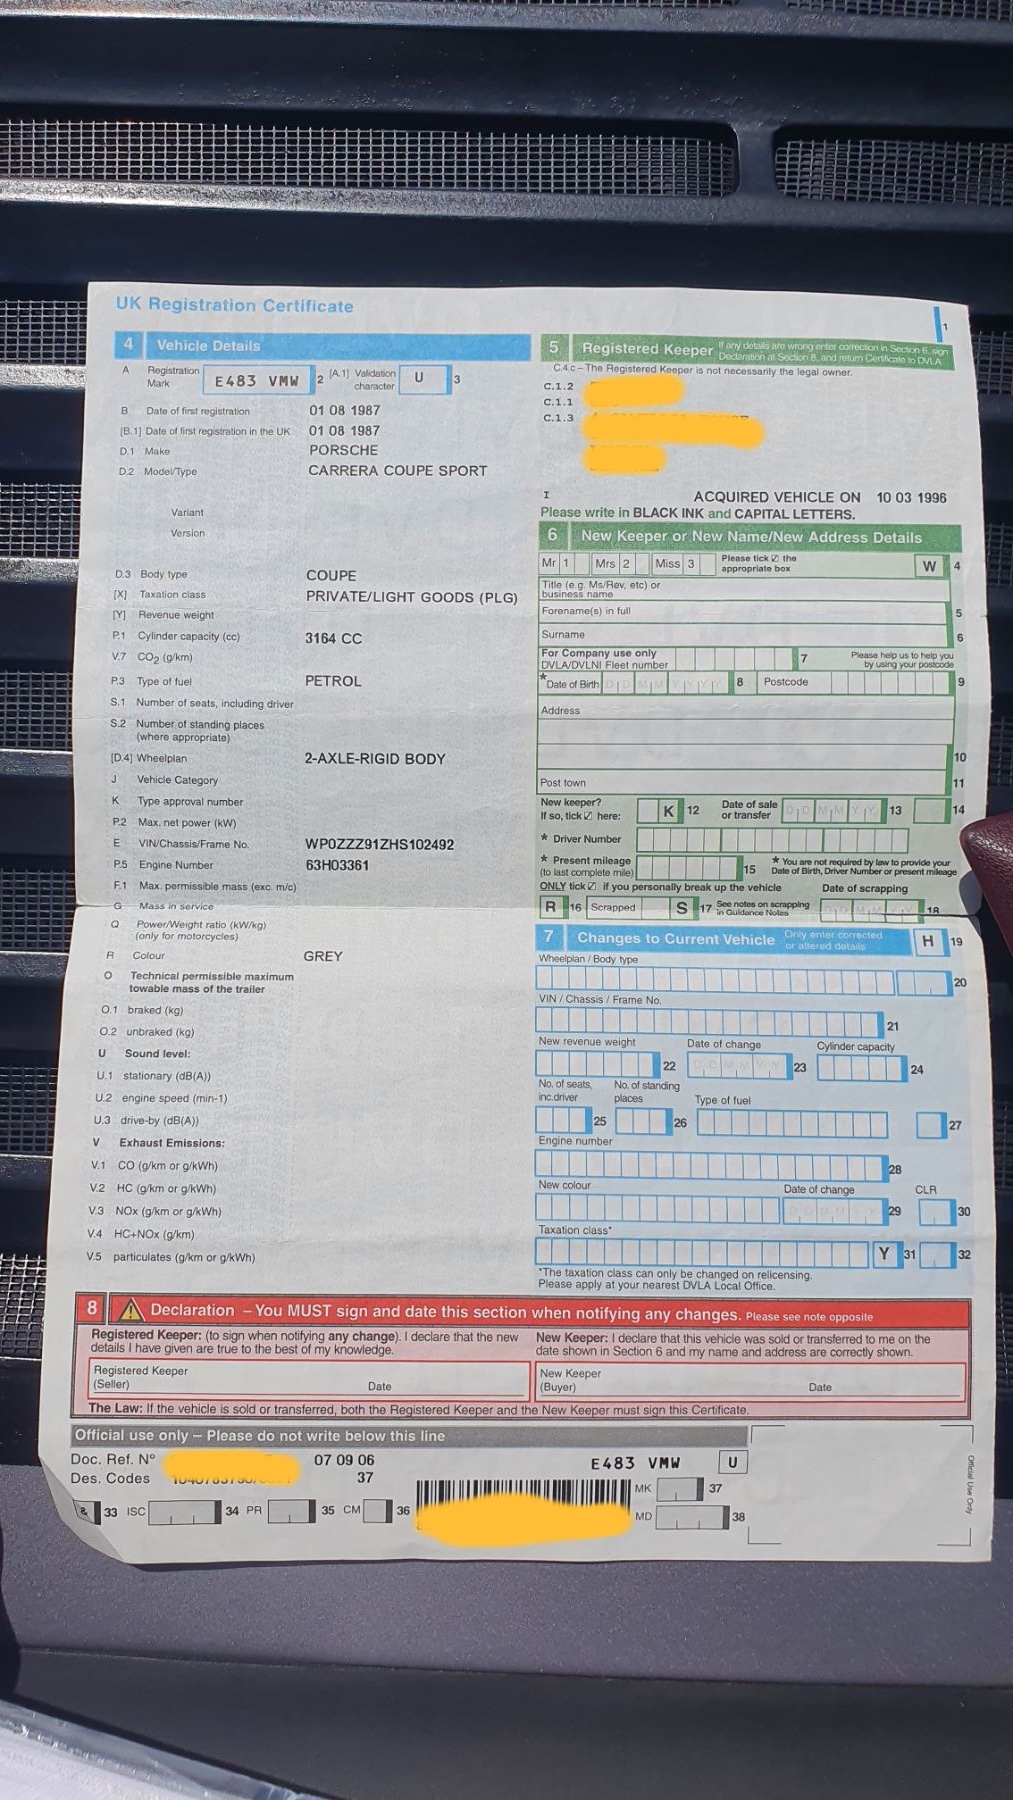 UK Registration Certificate
1
4 Vehicle Details
A Registration Mark E483 VMW 2 [A.1] Validation character U 3
B Date of first registration 01 08 1987
[B.1] Date of first registration in the UK 01 08 1987
D.1 Make PORSCHE
D.2 Model/Type CARRERA COUPE SPORT
Variant
Version
D.3 Body type COUPE
[X] Taxation class PRIVATE/LIGHT GOODS (PLG)
[Y] Revenue weight
P.1 Cylinder capacity (cc) 3164 CC
V.7 CO2 (g/km)
P.3 Type of fuel PETROL
S.1 Number of seats, including driver
S.2 Number of standing places
(where appropriate)
[D.4] Wheelplan 2-AXLE-RIGID BODY
J Vehicle Category
K Type approval number
P.2 Max. net power (kW)
E VIN/Chassis/Frame No. WP0ZZZ91ZHS102492
P.5 Engine Number 63H03361
F.1 Max. permissible mass (exc. m/c)
G Mass in service
Q Power/Weight ratio (kW/kg)
(only for motorcycles)
R Colour GREY
O Technical permissible maximum
towable mass of the trailer
O.1 braked (kg)
O.2 unbraked (kg)
U Sound level:
U.1 stationary (dB(A))
U.2 engine speed (min-1)
U.3 drive-by (dB(A))
V Exhaust Emissions:
V.1 CO (g/km or g/kWh)
V.2 HC (g/km or g/kWh)
V.3 NOx (g/km or g/kWh)
V.4 HC+NOx (g/km)
V.5 particulates (g/km or g/kWh)
5 Registered Keeper If any details are wrong enter correction in Section 6, sign
Declaration at Section 8, and return Certificate to DVLA
C.4.c – The Registered Keeper is not necessarily the legal owner.
C.1.2
C.1.1
C.1.3
I ACQUIRED VEHICLE ON 10 03 1996
Please write in BLACK INK and CAPITAL LETTERS.
6 New Keeper or New Name/New Address Details
Mr 1 Mrs 2 Miss 3 Please tick ☑ the appropriate box W 4
Title (e.g. Ms/Rev, etc) or
business name
Forename(s) in full 5
Surname 6
For Company use only
DVLA/DVLNI Fleet number 7 Please help us to help you
by using your postcode
* Date of Birth D D M M Y Y Y Y 8 Postcode 9
Address
10
Post town 11
New keeper?
If so, tick ☑ here: K 12 Date of sale
or transfer D D M M Y Y 13 14
* Driver Number
* Present mileage
(to last complete mile) 15 * You are not required by law to provide your
Date of Birth, Driver Number or present mileage
ONLY tick ☑ if you personally break up the vehicle Date of scrapping
R 16 Scrapped S 17 See notes on scrapping
in Guidance Notes D D M M Y Y 18
7 Changes to Current Vehicle Only enter corrected
or altered details H 19
Wheelplan / Body type
20
VIN / Chassis / Frame No.
21
New revenue weight Date of change Cylinder capacity
22 D D M M Y Y 23 24
No. of seats,
inc.driver No. of standing
places Type of fuel
25 26 27
Engine number
28
New colour Date of change CLR
D D M M Y Y 29 30
Taxation class*
Y 31 32
*The taxation class can only be changed on relicensing.
Please apply at your nearest DVLA Local Office.
8 Declaration – You MUST sign and date this section when notifying any changes. Please see note opposite
Registered Keeper: (to sign when notifying any change). I declare that the new
details I have given are true to the best of my knowledge.
New Keeper: I declare that this vehicle was sold or transferred to me on the
date shown in Section 6 and my name and address are correctly shown.
Registered Keeper
(Seller) Date
New Keeper
(Buyer) Date
The Law: If the vehicle is sold or transferred, both the Registered Keeper and the New Keeper must sign this Certificate.
Official use only – Please do not write below this line
Doc. Ref. Nº 07 09 06 E483 VMW U
Des. Codes 37
& 33 ISC 34 PR 35 CM 36 MK 37
MD 38
Official Use Only